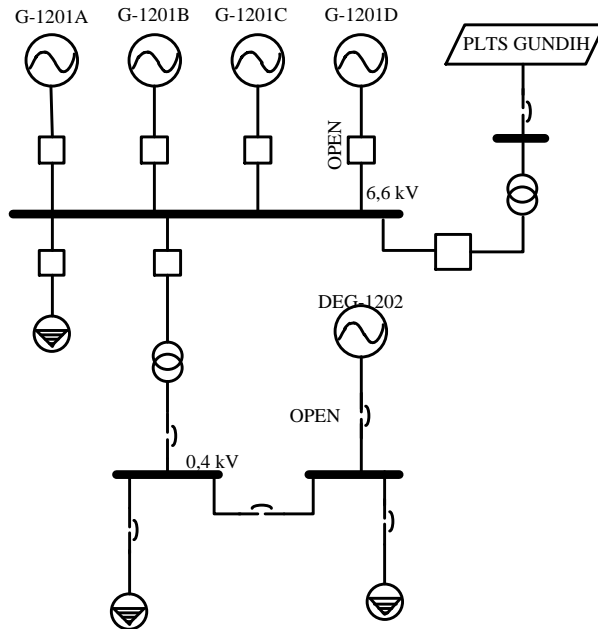 G-1201A
G-1201B
G-1201C
G-1201D
PLTS GUNDIH
OPEN
6,6 kV
DEG-1202
OPEN
0,4 kV